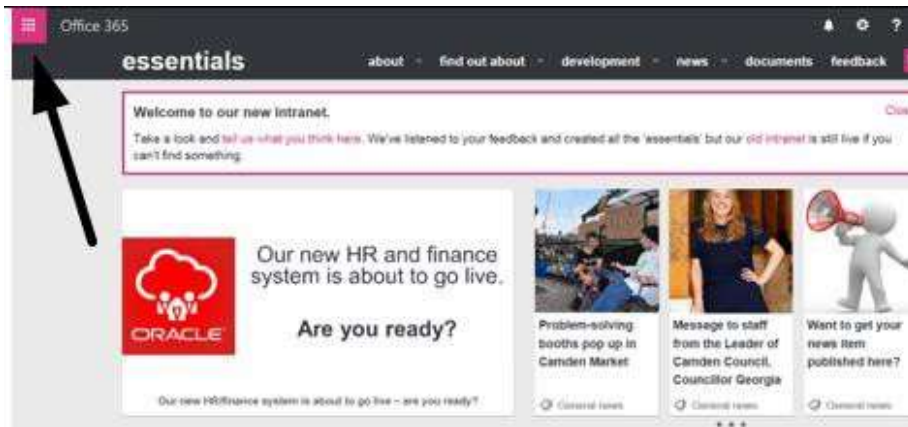 Office 365
?
essentials
about
find out about
development
news
documents
feedback
Welcome to our new intranet.
Take a look and tell us what you think here. We've listened to your feedback and created all the 'essentials' but our old intranet is still live if you
can't find something.
Our new HR and finance
system is about to go live.
Are you ready?
ORACLE
Our new HR/finance system is about to go live – are you ready?
Problem-solving
booths pop up in
Camden Market
General news
Message to staff
from the Leader of
Camden Council,
Councillor Georgia
General news
Want to get your
news item
published here?
General news